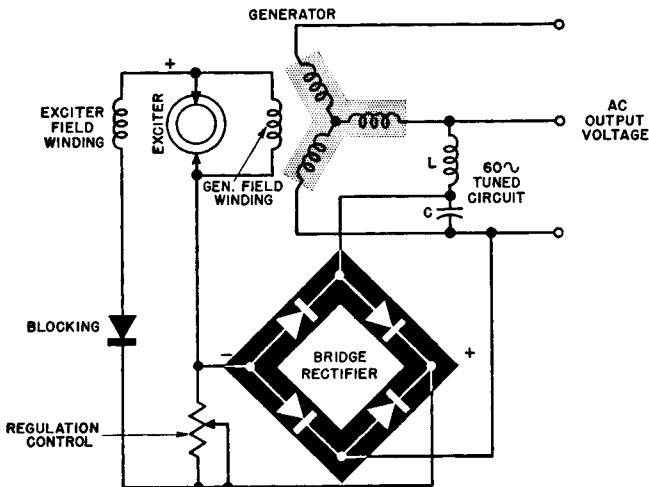 GENERATOR
+
EXCITER
FIELD
WINDING
EXCITER
GEN. FIELD
WINDING
AC
OUTPUT
VOLTAGE
L
60~
TUNED
CIRCUIT
C
BLOCKING
−
BRIDGE
RECTIFIER
+
REGULATION
CONTROL